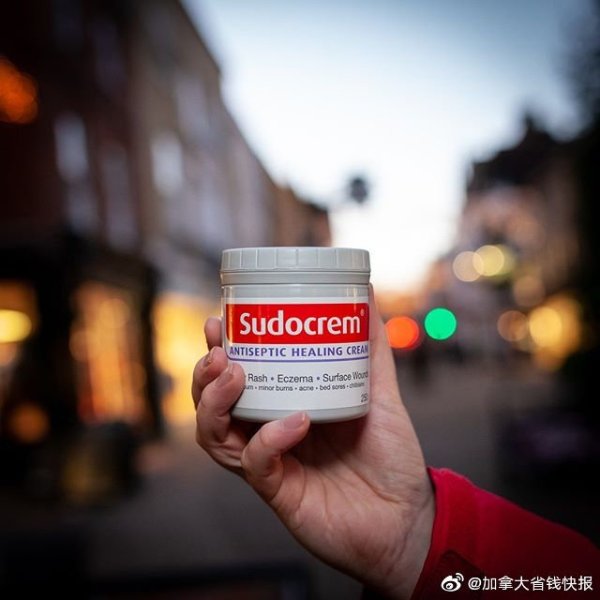 Sudocrem®
ANTISEPTIC HEALING CREAM
Rash • Eczema • Surface Wounds
minor burns • acne • bed sores • chilblains
@加拿大省钱快报